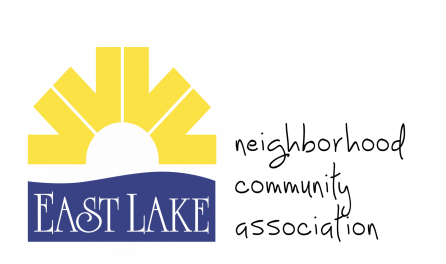 EAST LAKE
neighborhood
community
association